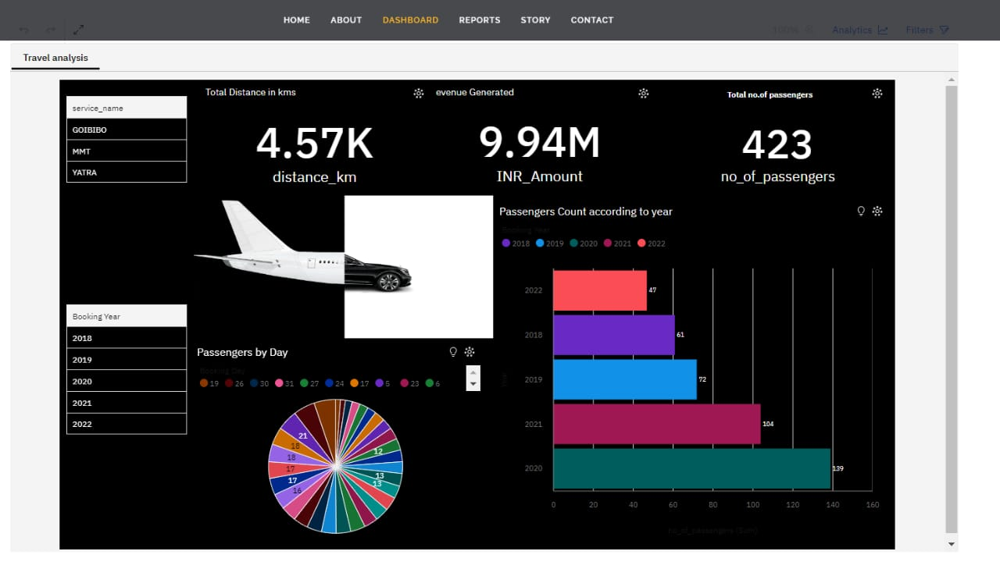 HOME ABOUT DASHBOARD REPORTS STORY CONTACT
100% Analytics Filters
Travel analysis
service_name
GOIBIBO
MMT
YATRA
Total Distance in kms
4.57K
distance_km
evenue Generated
9.94M
INR_Amount
Total no.of passengers
423
no_of_passengers
Booking Year
2018
2019
2020
2021
2022
Passengers by Day
Booking Day
19 26 30 31 27 24 17 5 23 6
21
18
18
17
17
16
12
13
13
Passengers Count according to year
Booking Year
2018 2019 2020 2021 2022
Year
2022 47
2018 61
2019 72
2021 104
2020 139
0 20 40 60 80 100 120 140 160
no_of_passengers (Sum)